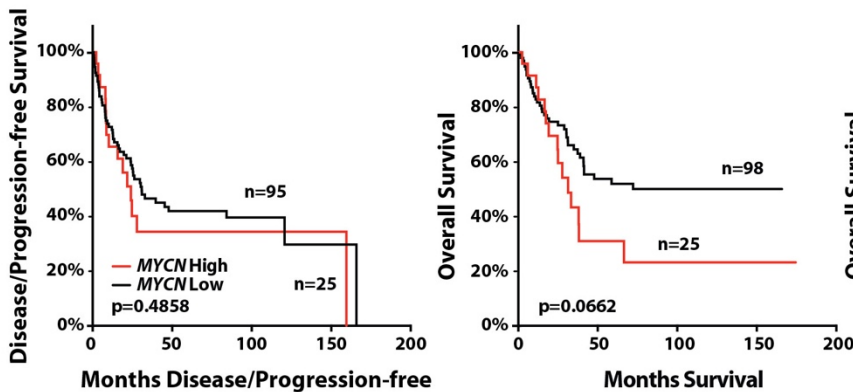 Disease/Progression-free Survival
100%
80%
60%
40%
20%
0%
n=95
n=25
MYCN High
MYCN Low
p=0.4858
0
50
100
150
200
Months Disease/Progression-free
Overall Survival
100%
80%
60%
40%
20%
0%
n=98
n=25
p=0.0662
0
50
100
150
200
Months Survival
Overall Survival